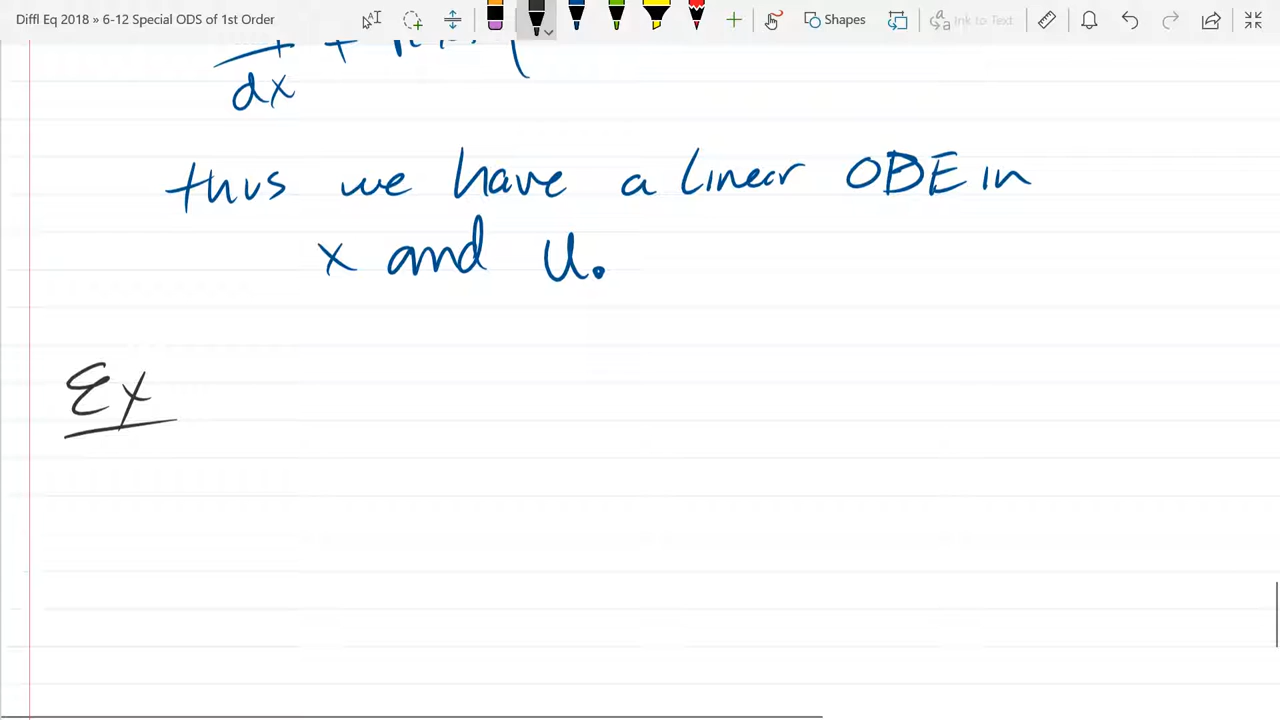 Diffl Eq 2018 » 6-12 Special ODS of 1st Order
Shapes
Link to Text
dx
thus we have a linear ODE in
x and u.
Ex